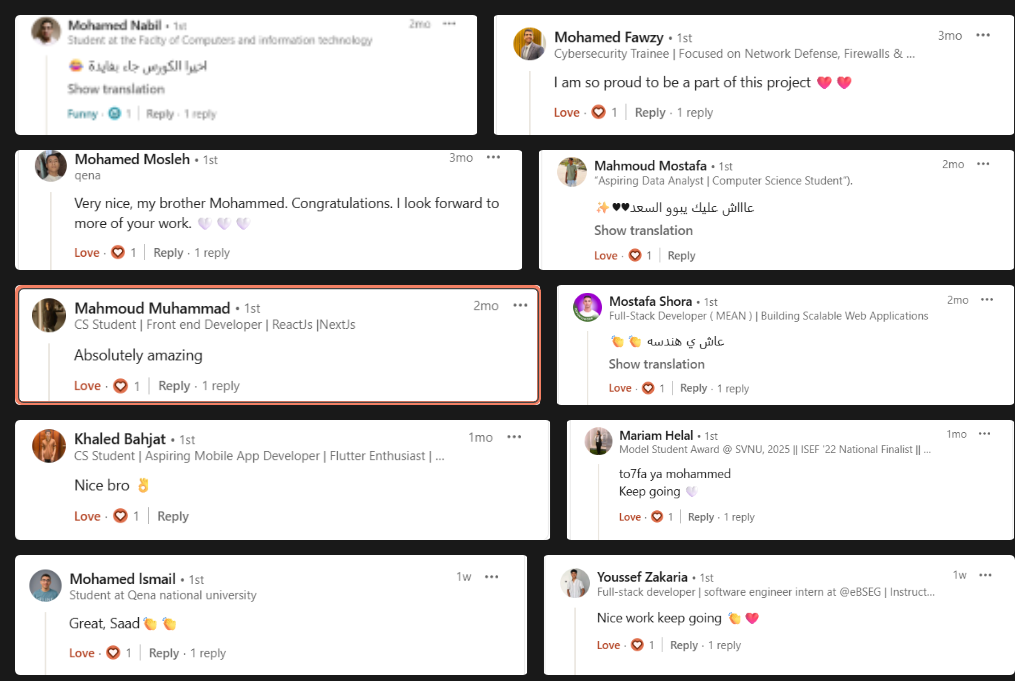 Mohamed Nabil • 1st
2mo ...
Student at the Faclty of Computers and information technology
اخيرا الكورس جاء بفايدة 😂
Show translation
Funny · 1 | Reply · 1 reply
Mohamed Fawzy • 1st
3mo ...
Cybersecurity Trainee | Focused on Network Defense, Firewalls & ...
I am so proud to be a part of this project ❤️ ❤️
Love · 1 | Reply · 1 reply
Mohamed Mosleh • 1st
3mo ...
qena
Very nice, my brother Mohammed. Congratulations. I look forward to
more of your work. 🤍 🤍 🤍
Love · 1 | Reply · 1 reply
Mahmoud Mostafa • 1st
2mo ...
“Aspiring Data Analyst | Computer Science Student”).
عاااش عليك يبوو السعد♥♥ ✨
Show translation
Love · 1 | Reply
Mahmoud Muhammad • 1st
2mo ...
CS Student | Front end Developer | ReactJs |NextJs
Absolutely amazing
Love · 1 | Reply · 1 reply
Mostafa Shora • 1st
2mo ...
Full-Stack Developer ( MEAN ) | Building Scalable Web Applications
عاش ي هندسه 👏 👏
Show translation
Love · 1 | Reply · 1 reply
Khaled Bahjat • 1st
1mo ...
CS Student | Aspiring Mobile App Developer | Flutter Enthusiast | ...
Nice bro 👌
Love · 1 | Reply
Mariam Helal • 1st
1mo ...
Model Student Award @ SVNU, 2025 || ISEF '22 National Finalist || ...
to7fa ya mohammed
Keep going 🤍
Love · 1 | Reply · 1 reply
Mohamed Ismail • 1st
1w ...
Student at Qena national university
Great, Saad👏 👏
Love · 1 | Reply · 1 reply
Youssef Zakaria • 1st
1w ...
Full-stack developer | software engineer intern at @eBSEG | Instruct...
Nice work keep going 👏 ❤️
Love · 1 | Reply · 1 reply